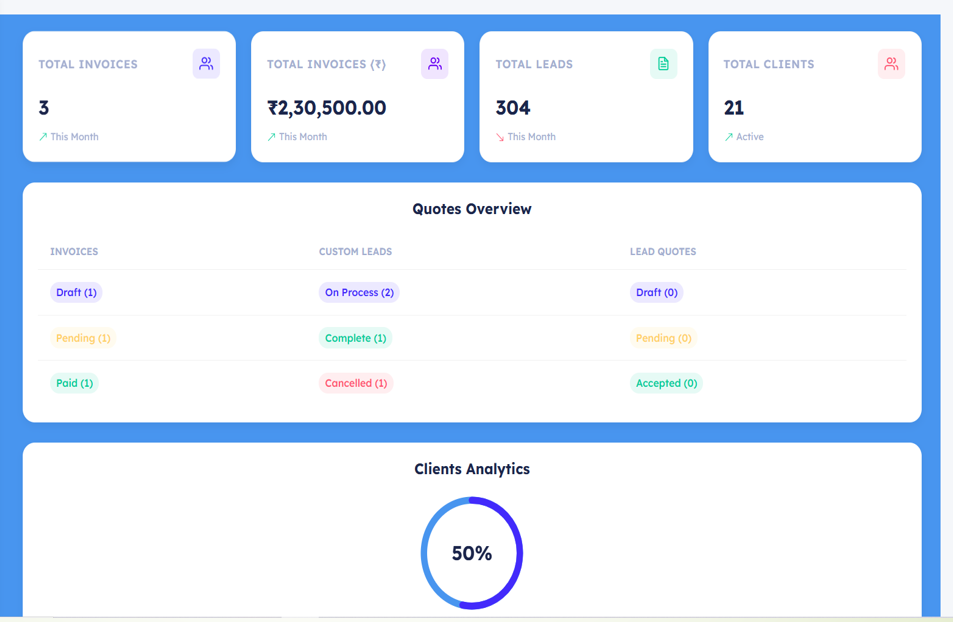 TOTAL INVOICES
3
This Month
TOTAL INVOICES (₹)
₹2,30,500.00
This Month
TOTAL LEADS
304
This Month
TOTAL CLIENTS
21
Active
Quotes Overview
INVOICES CUSTOM LEADS LEAD QUOTES
Draft (1) On Process (2) Draft (0)
Pending (1) Complete (1) Pending (0)
Paid (1) Cancelled (1) Accepted (0)
Clients Analytics
50%